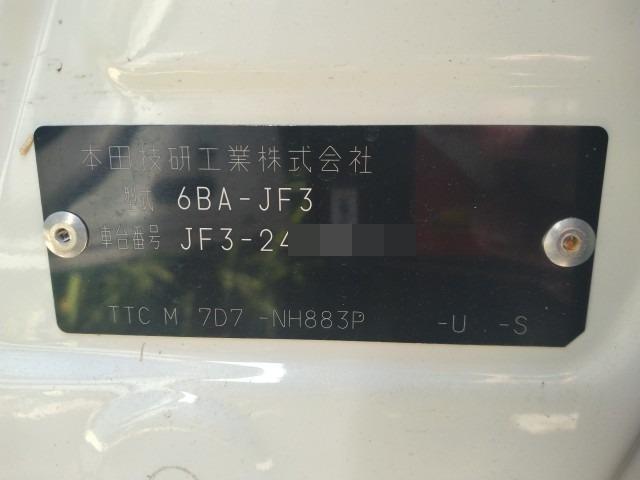 本田技研工業株式会社
型式 6BA-JF3
車台番号 JF3-24
TTC M 7D7 -NH883P -U -S